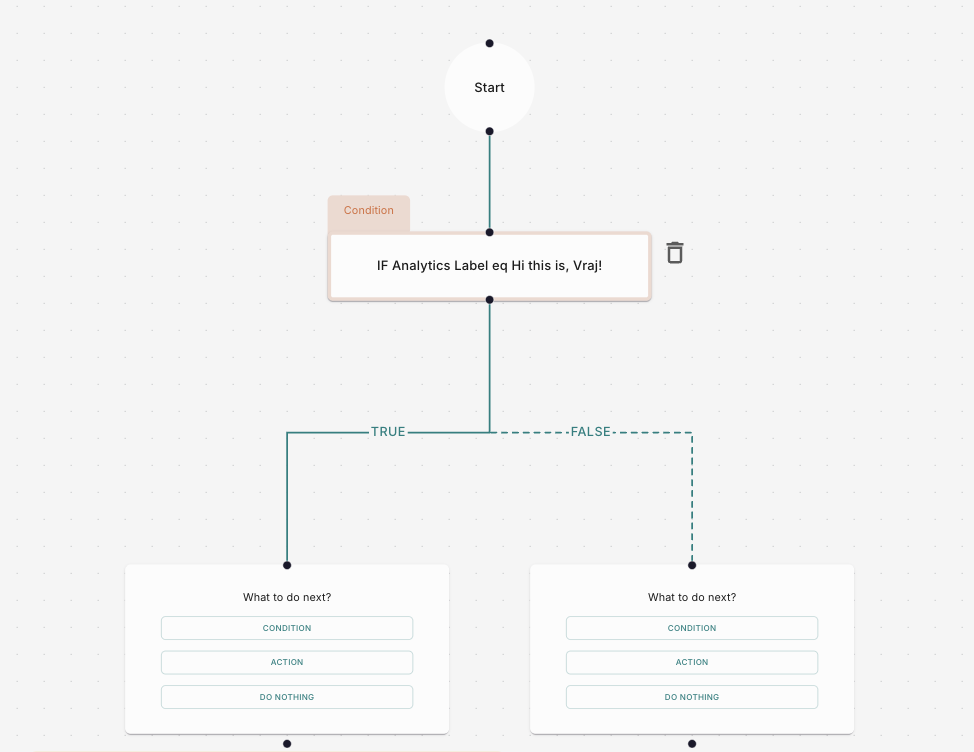 Start
Condition
IF Analytics Label eq Hi this is, Vraj!
TRUE
FALSE
What to do next?
CONDITION
ACTION
DO NOTHING
What to do next?
CONDITION
ACTION
DO NOTHING